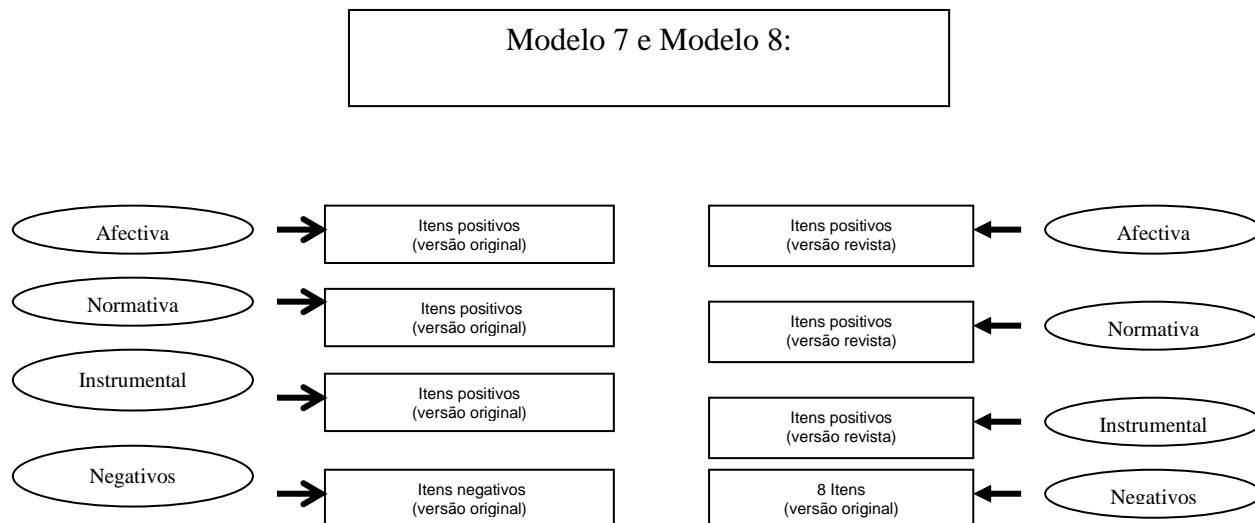 Modelo 7 e Modelo 8:
Afectiva
Itens positivos
(versão original)
Itens positivos
(versão revista)
Afectiva
Normativa
Itens positivos
(versão original)
Itens positivos
(versão revista)
Normativa
Instrumental
Itens positivos
(versão original)
Itens positivos
(versão revista)
Instrumental
Negativos
Itens negativos
(versão original)
8 Itens
(versão original)
Negativos